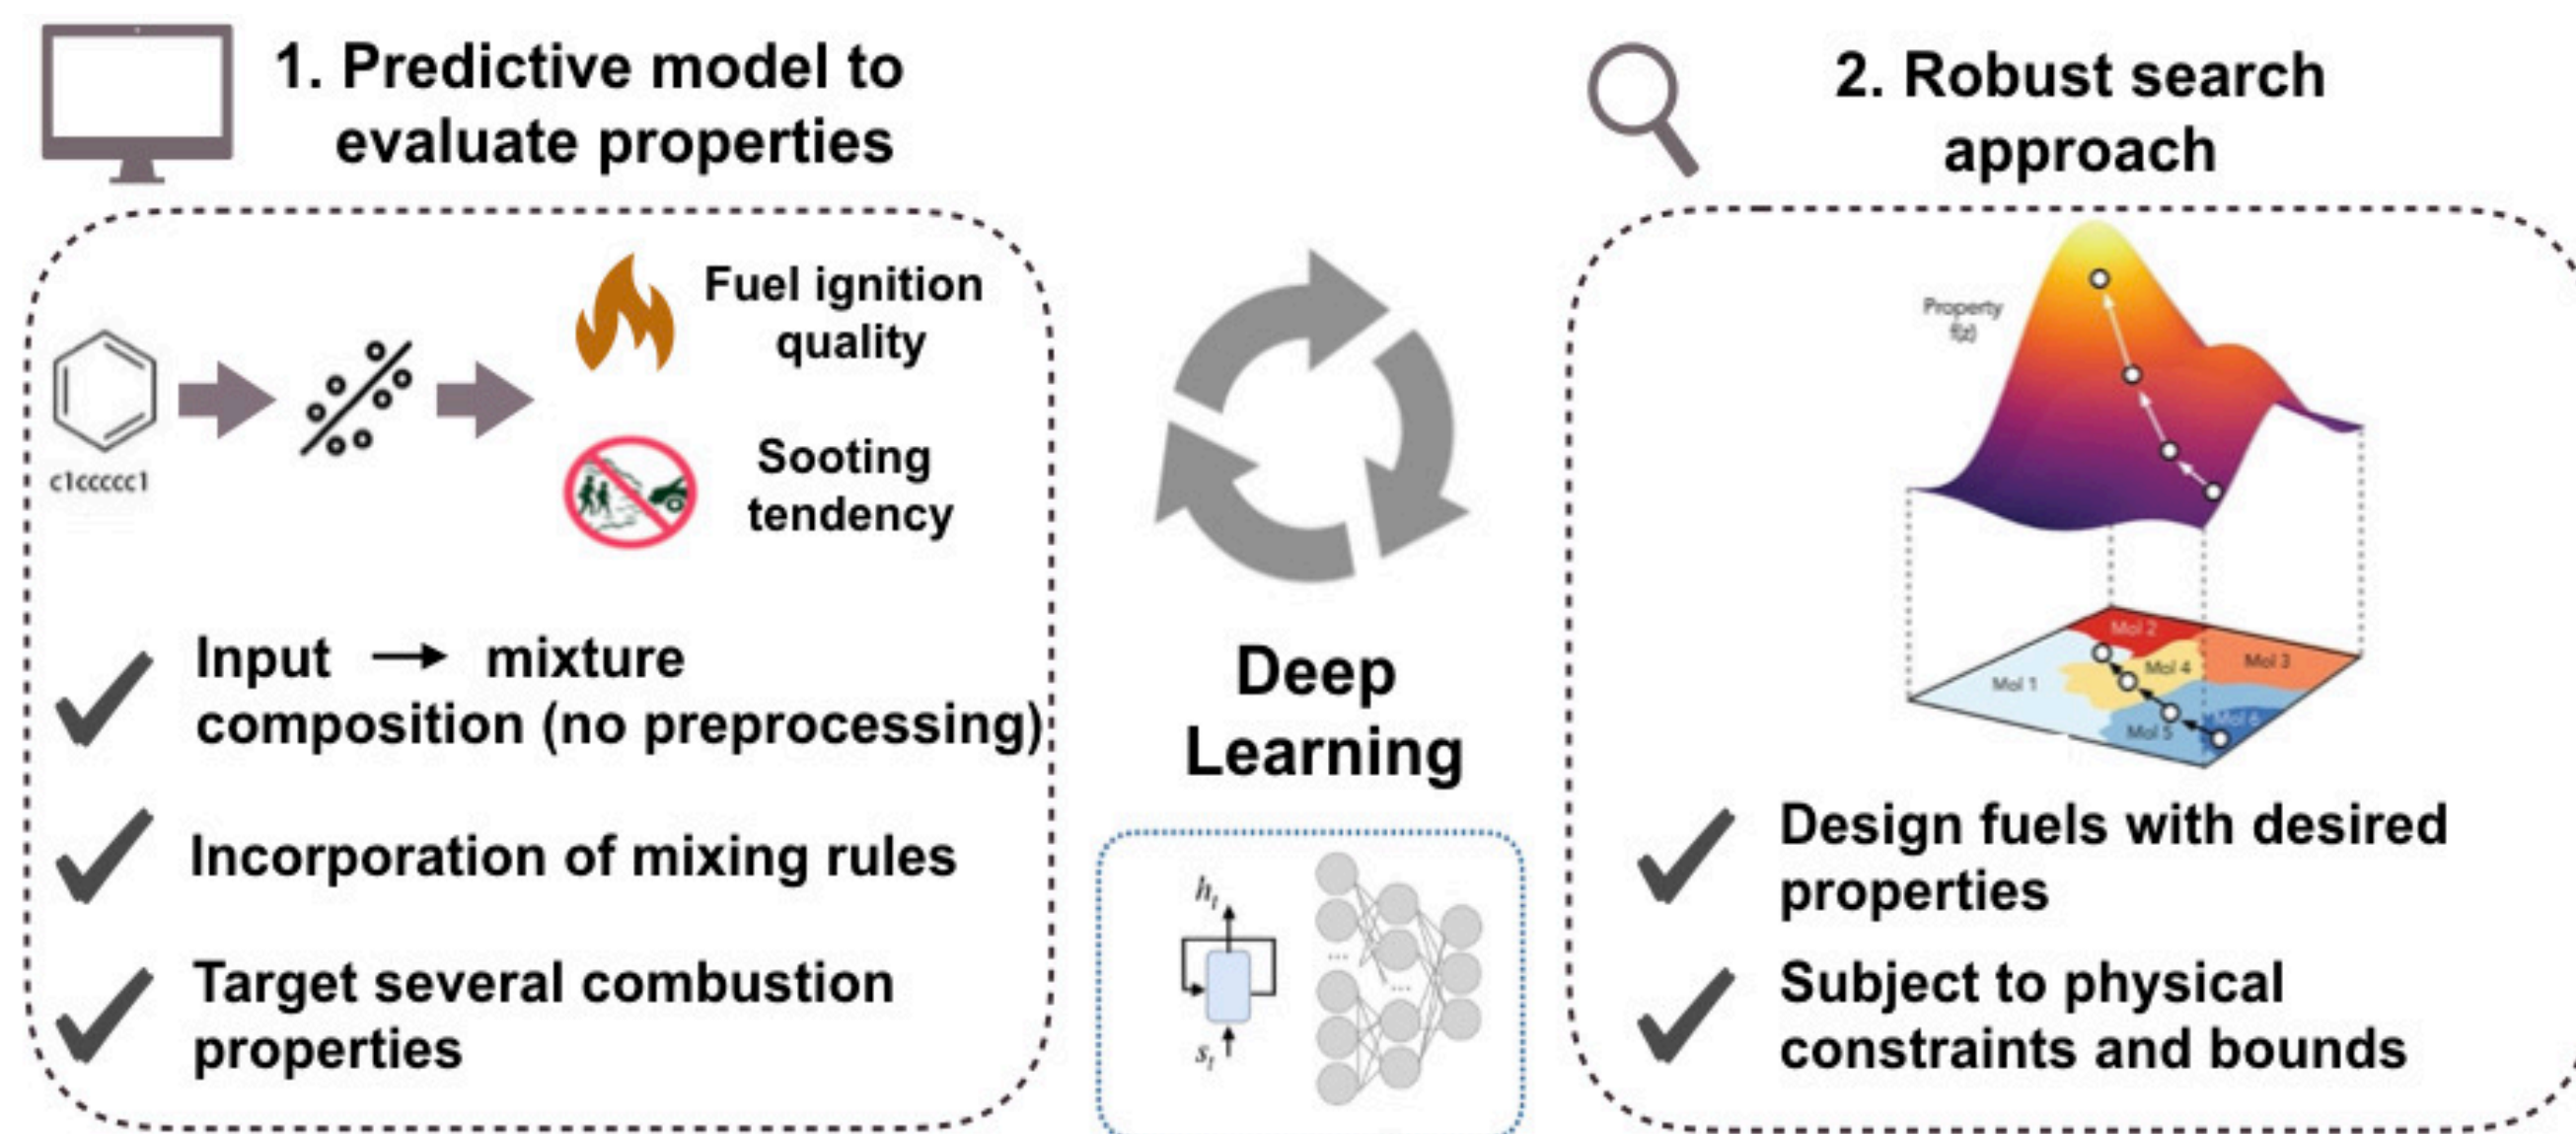 1. Predictive model to
evaluate properties
Fuel ignition
quality
c1ccccc1
Sooting
tendency
Input → mixture
composition (no preprocessing)
Incorporation of mixing rules
Target several combustion
properties
Deep
Learning
h_t
...
...
s_t
2. Robust search
approach
Property
f(z)
Mol 2
Mol 4
Mol 3
Mol 1
Mol 6
Mol 5
Design fuels with desired
properties
Subject to physical
constraints and bounds